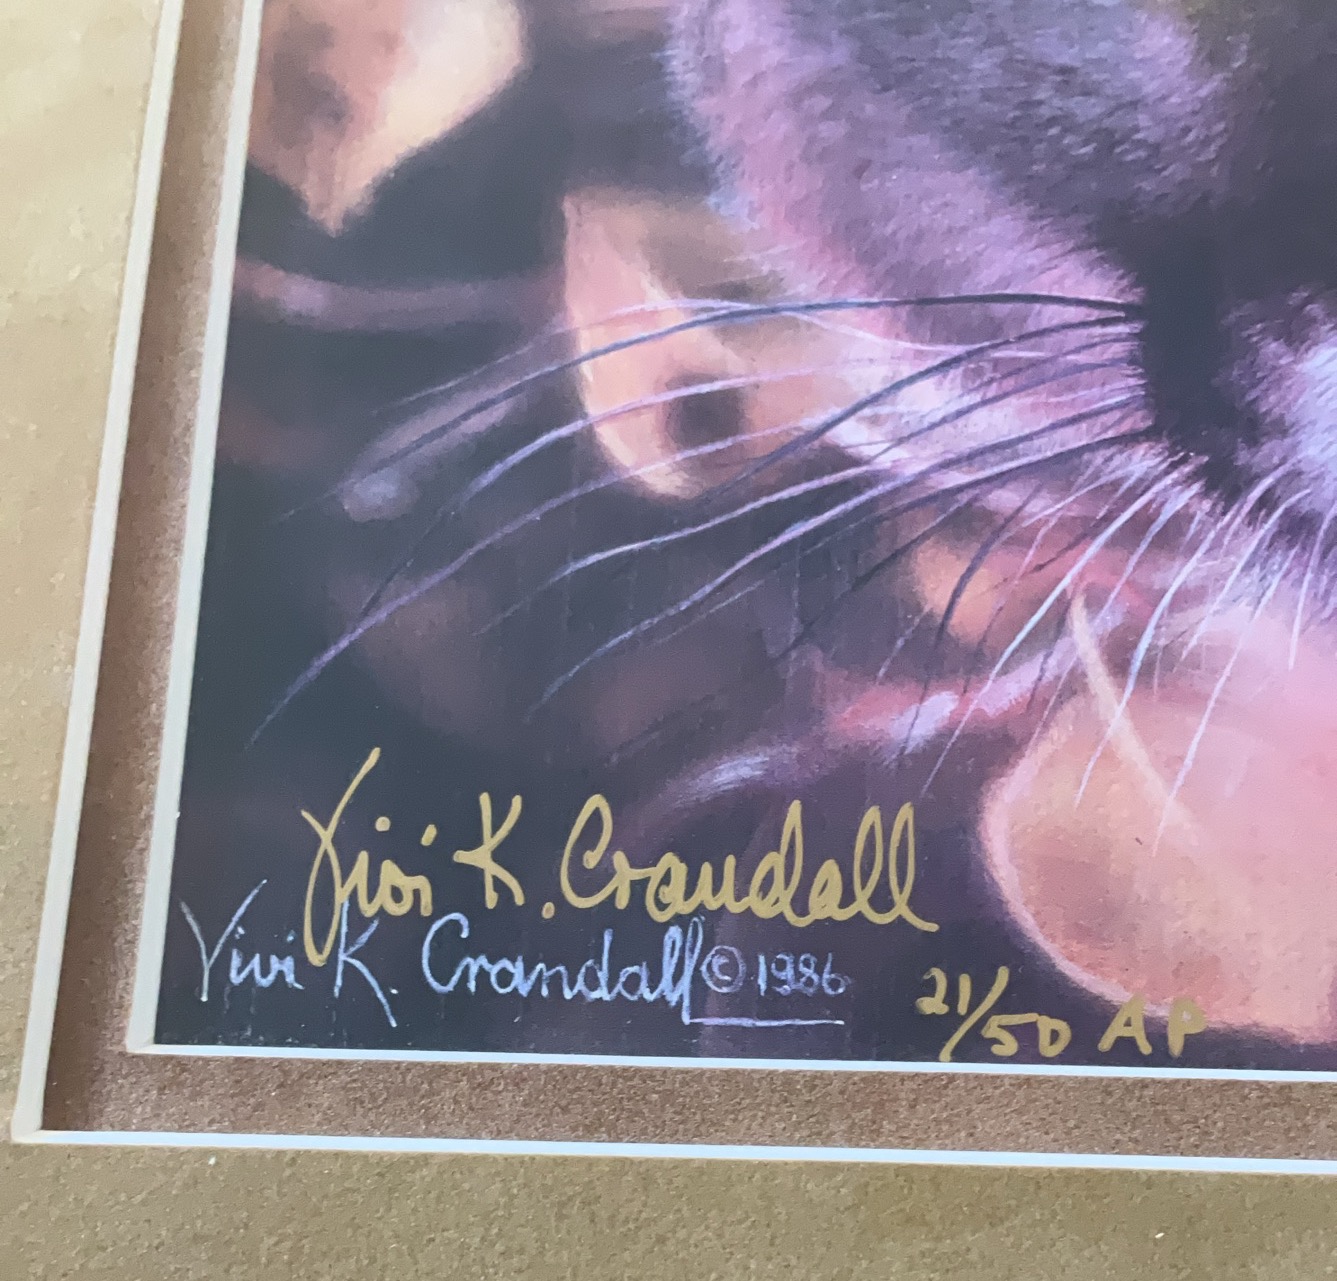 Vivi K. Crandall
Vivi K. Crandall © 1986
21/50 AP